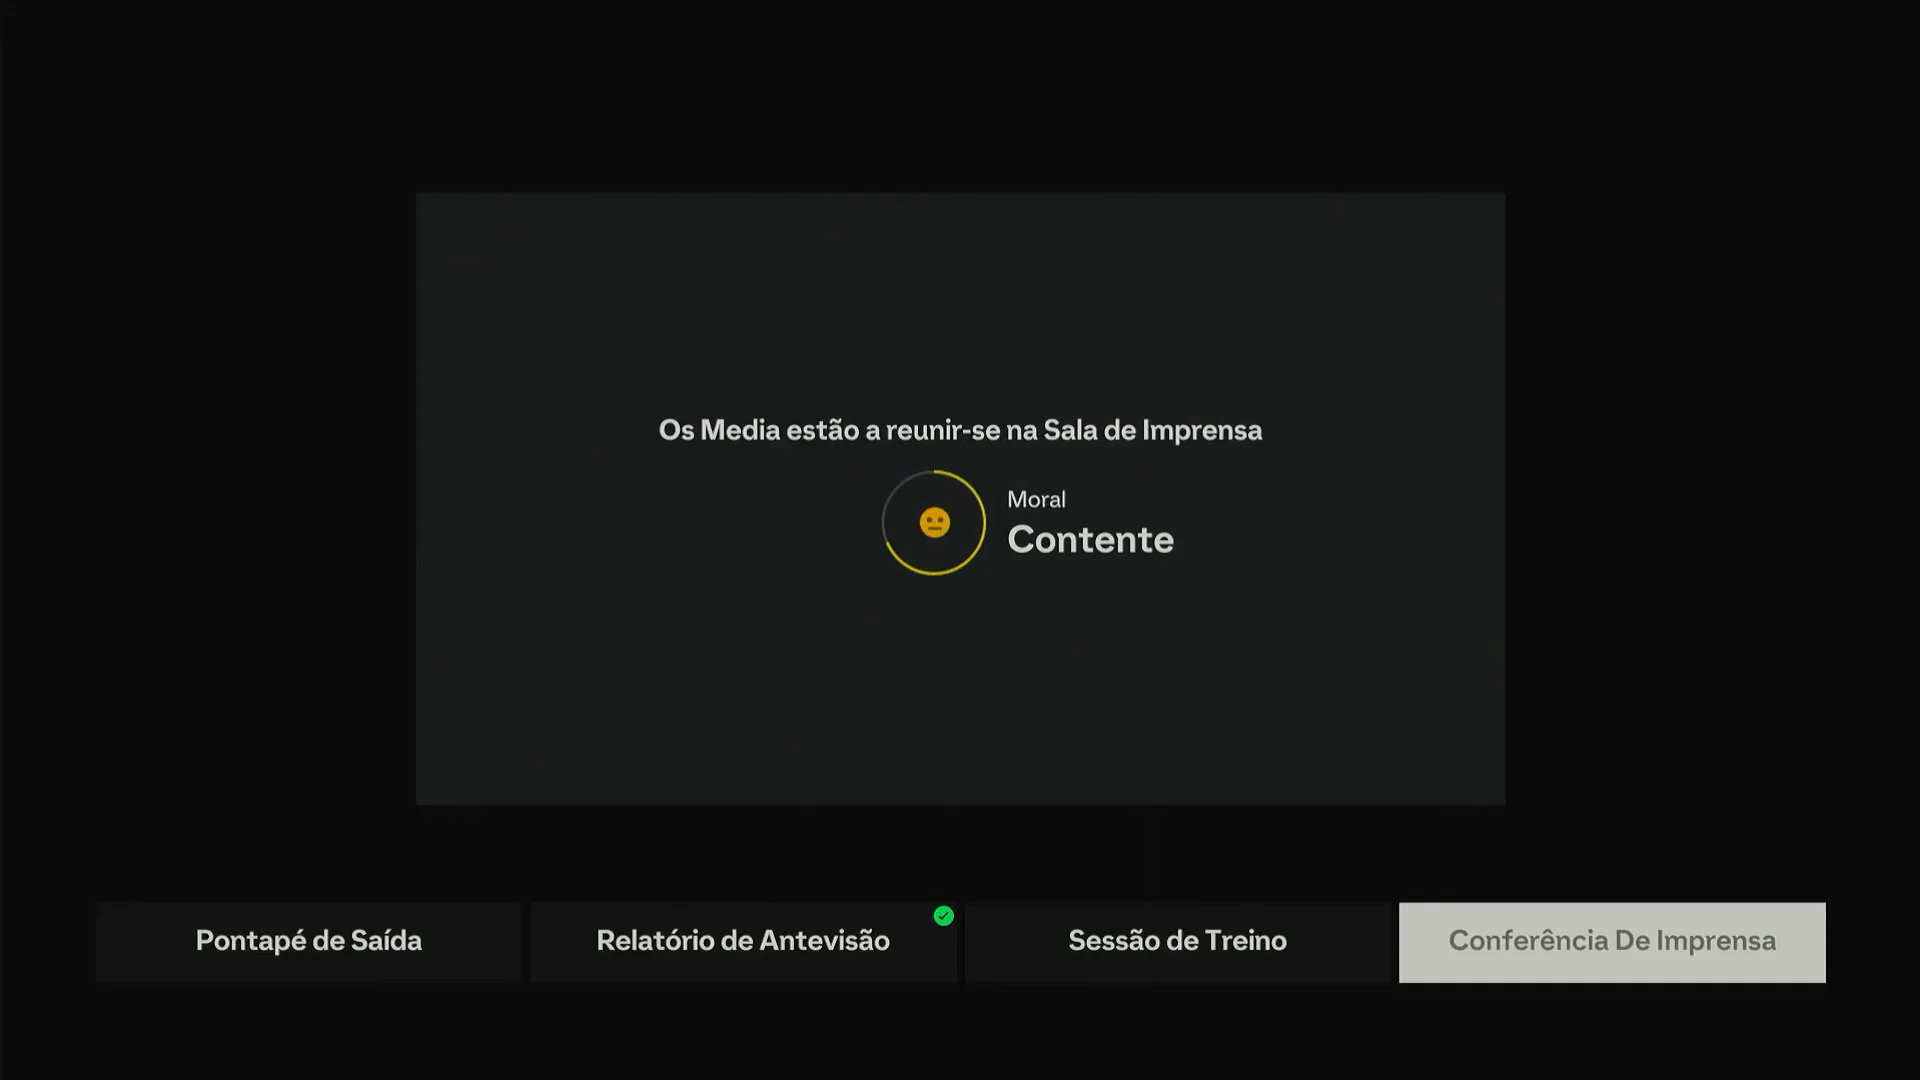 Os Media estão a reunir-se na Sala de Imprensa
Moral
Contente
Pontapé de Saída
Relatório de Antevisão
Sessão de Treino
Conferência De Imprensa